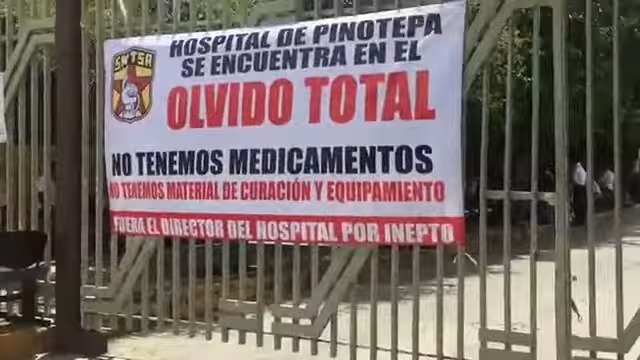 SNTSA
HOSPITAL DE PINOTEPA
SE ENCUENTRA EN EL
OLVIDO TOTAL
NO TENEMOS MEDICAMENTOS
NO TENEMOS MATERIAL DE CURACIÓN Y EQUIPAMIENTO
FUERA EL DIRECTOR DEL HOSPITAL POR INEPTO